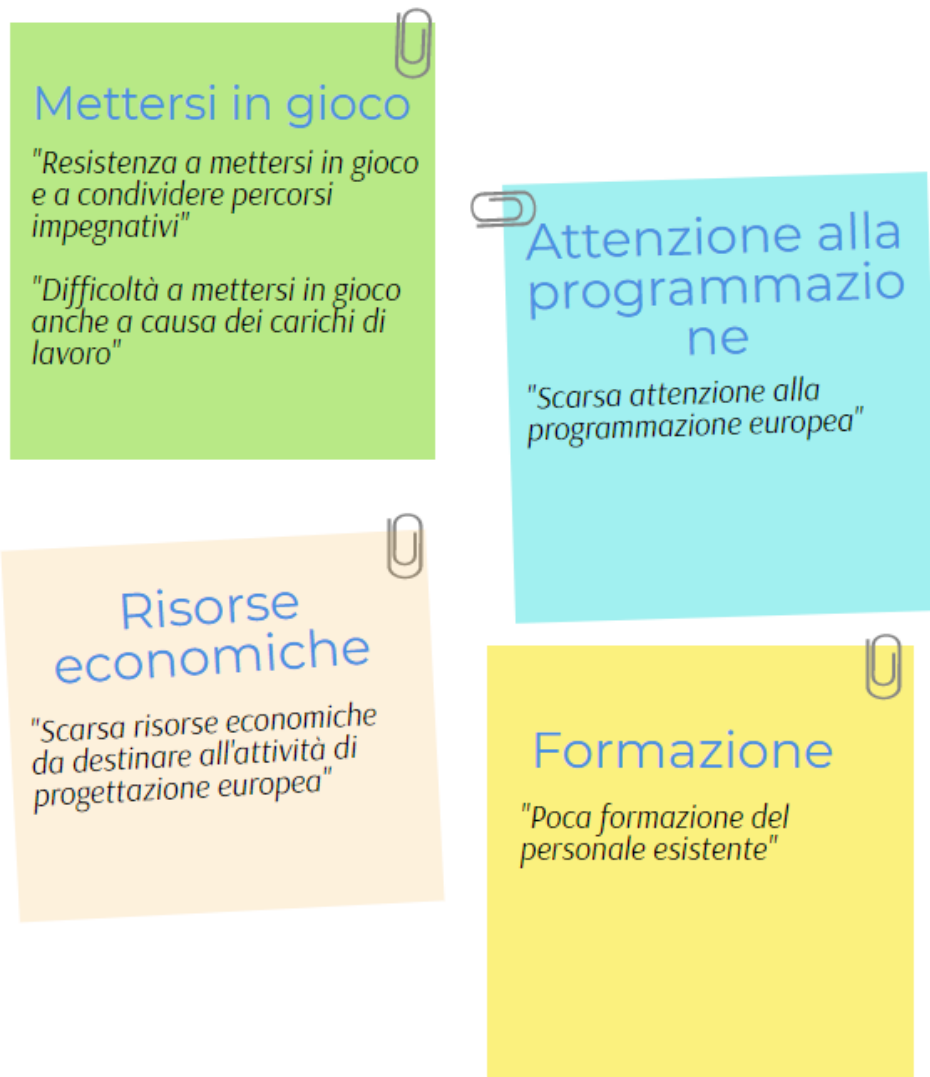 Mettersi in gioco
"Resistenza a mettersi in gioco
e a condividere percorsi
impegnativi"
"Difficoltà a mettersi in gioco
anche a causa dei carichi di
lavoro"
Attenzione alla
programmazio
ne
"Scarsa attenzione alla
programmazione europea"
Risorse
economiche
"Scarsa risorse economiche
da destinare all'attività di
progettazione europea"
Formazione
"Poca formazione del
personale esistente"